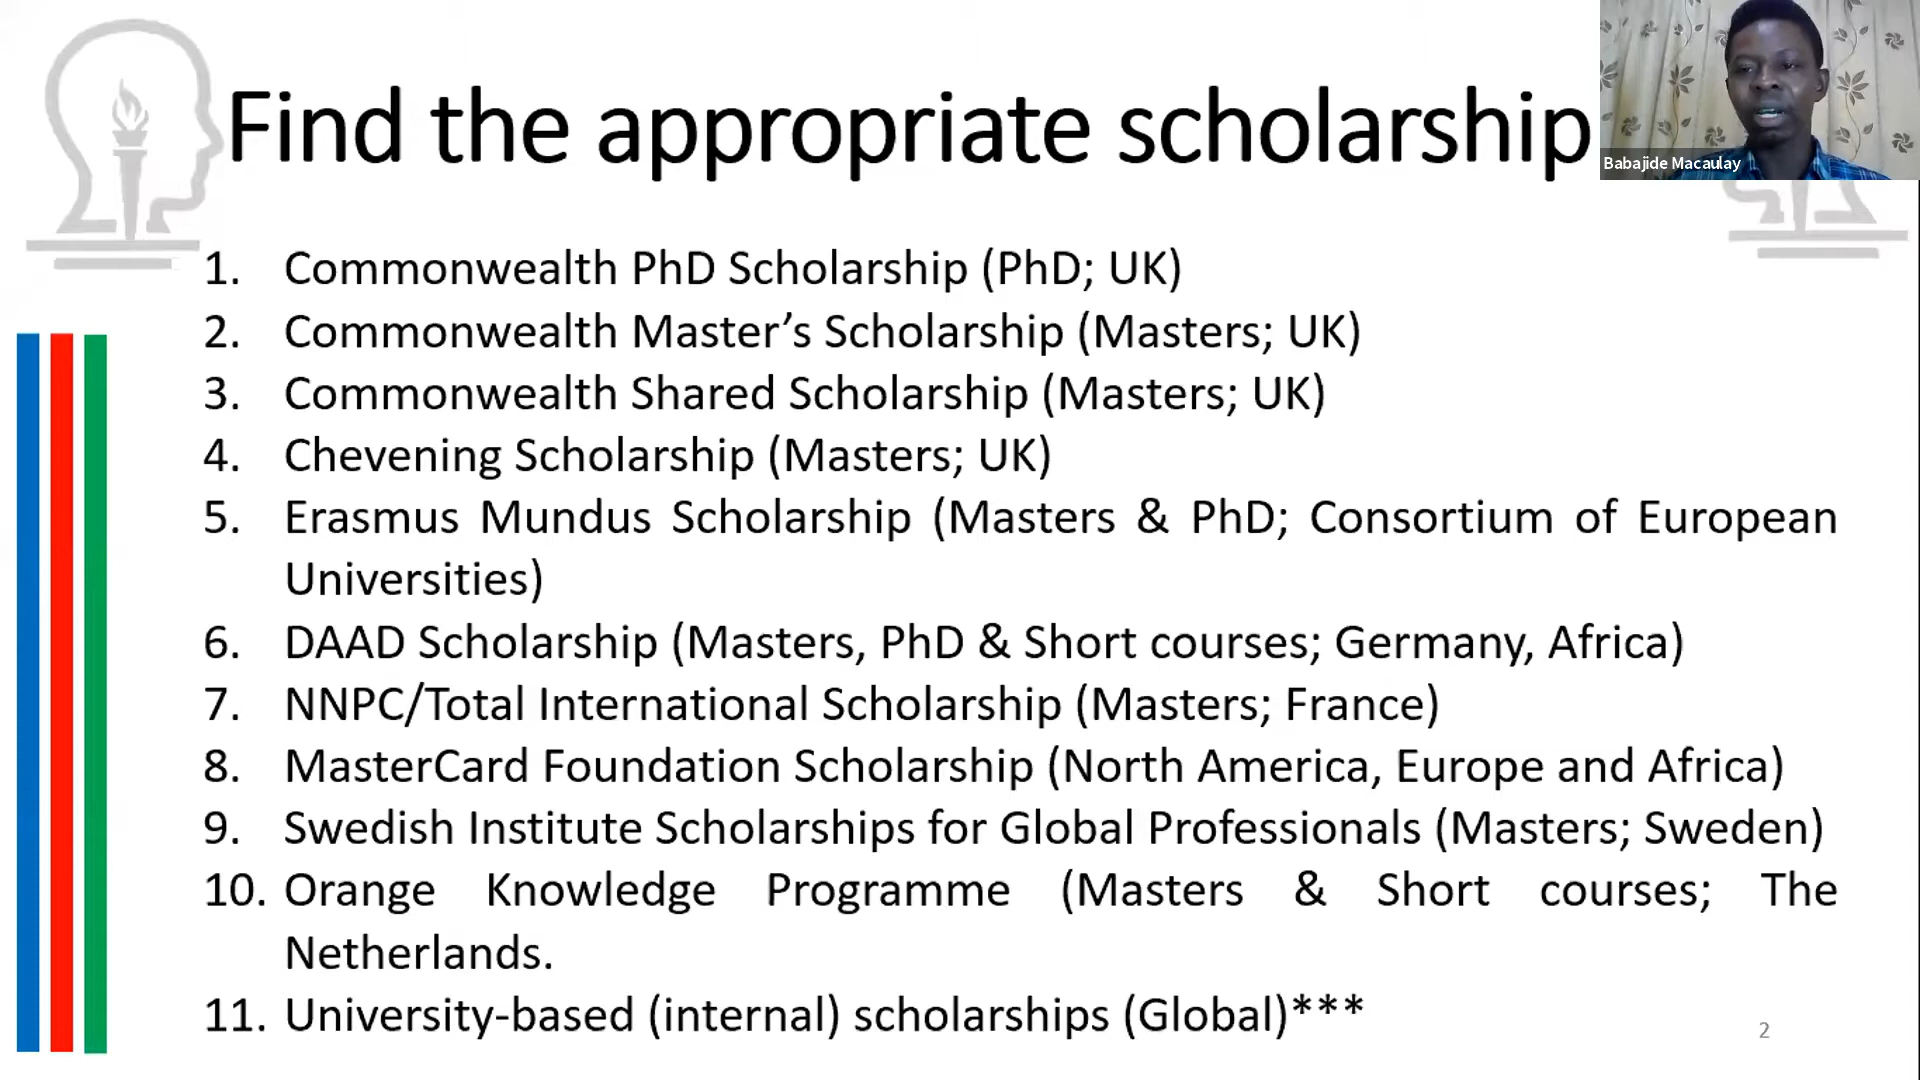 Find the appropriate scholarship
Babajide Macaulay
1. Commonwealth PhD Scholarship (PhD; UK)
2. Commonwealth Master’s Scholarship (Masters; UK)
3. Commonwealth Shared Scholarship (Masters; UK)
4. Chevening Scholarship (Masters; UK)
5. Erasmus Mundus Scholarship (Masters & PhD; Consortium of European
Universities)
6. DAAD Scholarship (Masters, PhD & Short courses; Germany, Africa)
7. NNPC/Total International Scholarship (Masters; France)
8. MasterCard Foundation Scholarship (North America, Europe and Africa)
9. Swedish Institute Scholarships for Global Professionals (Masters; Sweden)
10. Orange Knowledge Programme (Masters & Short courses; The
Netherlands.
11. University-based (internal) scholarships (Global)***
2